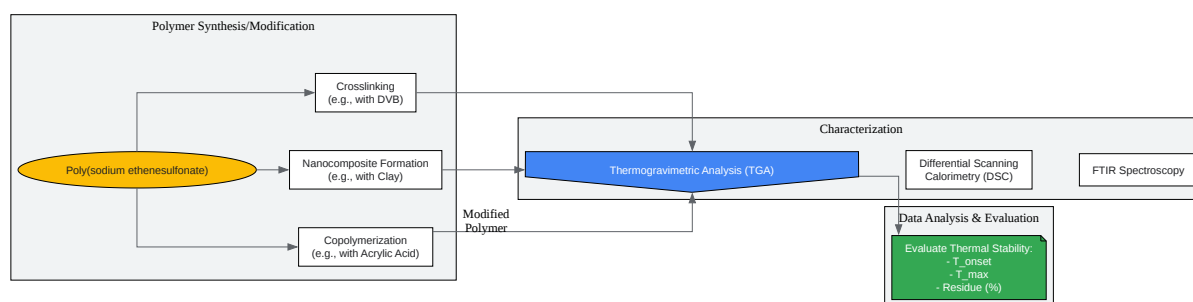 Polymer Synthesis/Modification
Crosslinking
(e.g., with DVB)
Poly(sodium ethenesulfonate)
Nanocomposite Formation
(e.g., with Clay)
Copolymerization
(e.g., with Acrylic Acid)
Modified
Polymer
Characterization
Thermogravimetric Analysis (TGA)
Differential Scanning
Calorimetry (DSC)
FTIR Spectroscopy
Data Analysis & Evaluation
Evaluate Thermal Stability:
- T_onset
- T_max
- Residue (%)